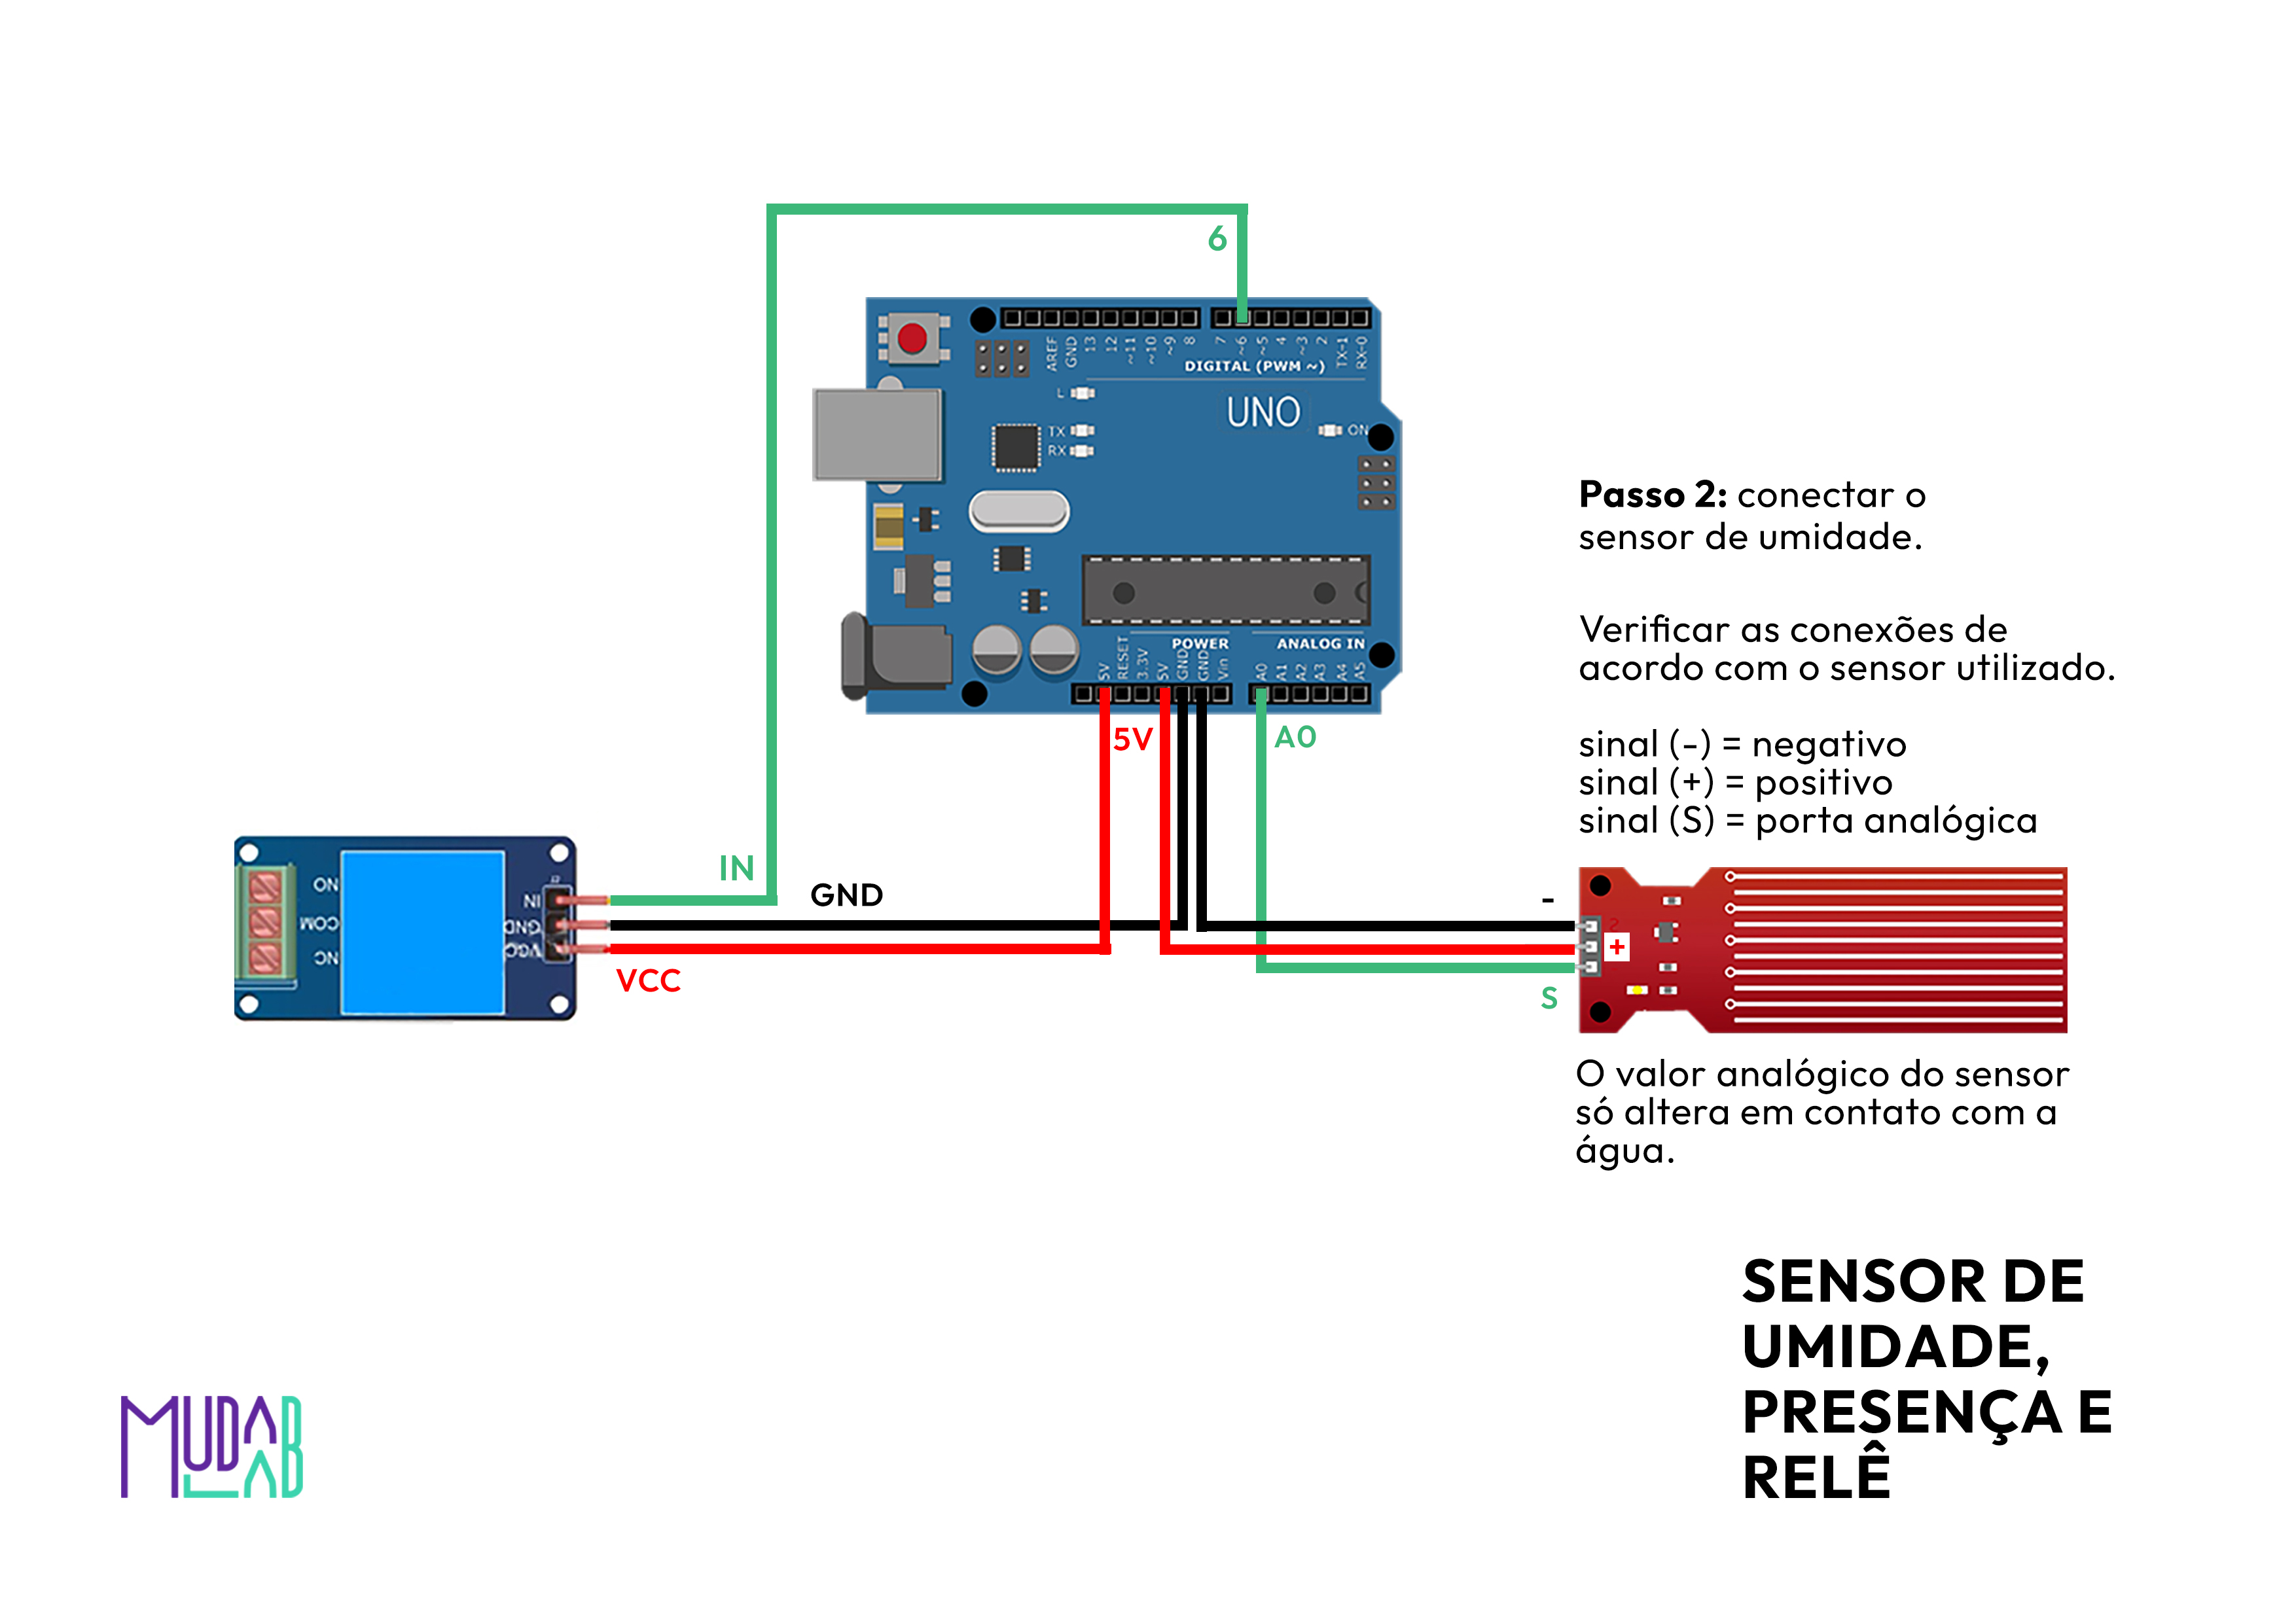 6
AREF
GND
13
12
~11
~10
~9
8
7
~6
~5
4
~3
2
TX-1
RX-0
DIGITAL (PWM ~)
L
UNO
TX
RX
ON
POWER
ANALOG IN
5V
RESET
3.3V
5V
GND
GND
Vin
A0
A1
A2
A3
A4
A5
5V
A0
Passo 2: conectar o
sensor de umidade.
Verificar as conexões de
acordo com o sensor utilizado.
sinal (-) = negativo
sinal (+) = positivo
sinal (S) = porta analógica
IN
GND
VCC
NO
COM
NC
IN
GND
VCC
-
+
S
O valor analógico do sensor
só altera em contato com a
água.
SENSOR DE
UMIDADE,
PRESENÇA E
RELÊ
MUDA
LAB